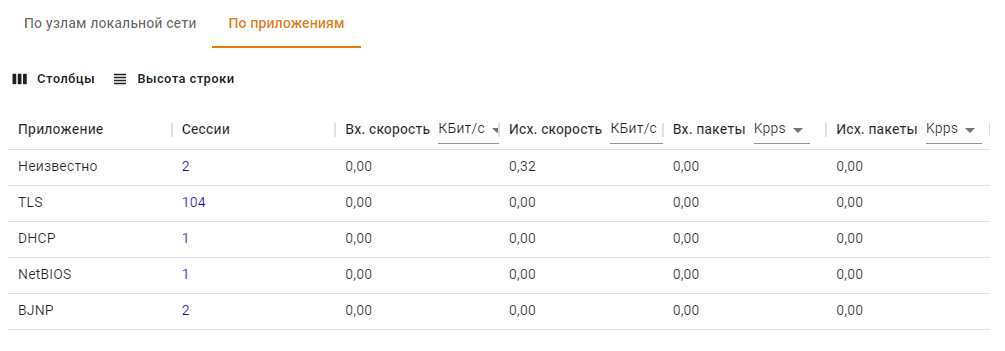 По узлам локальной сети По приложениям
Столбцы Высота строки
Приложение Сессии Вх. скорость КБит/с Исх. скорость КБит/с Вх. пакеты Kpps Исх. пакеты Kpps
Неизвестно 2 0,00 0,32 0,00 0,00
TLS 104 0,00 0,00 0,00 0,00
DHCP 1 0,00 0,00 0,00 0,00
NetBIOS 1 0,00 0,00 0,00 0,00
BJNP 2 0,00 0,00 0,00 0,00